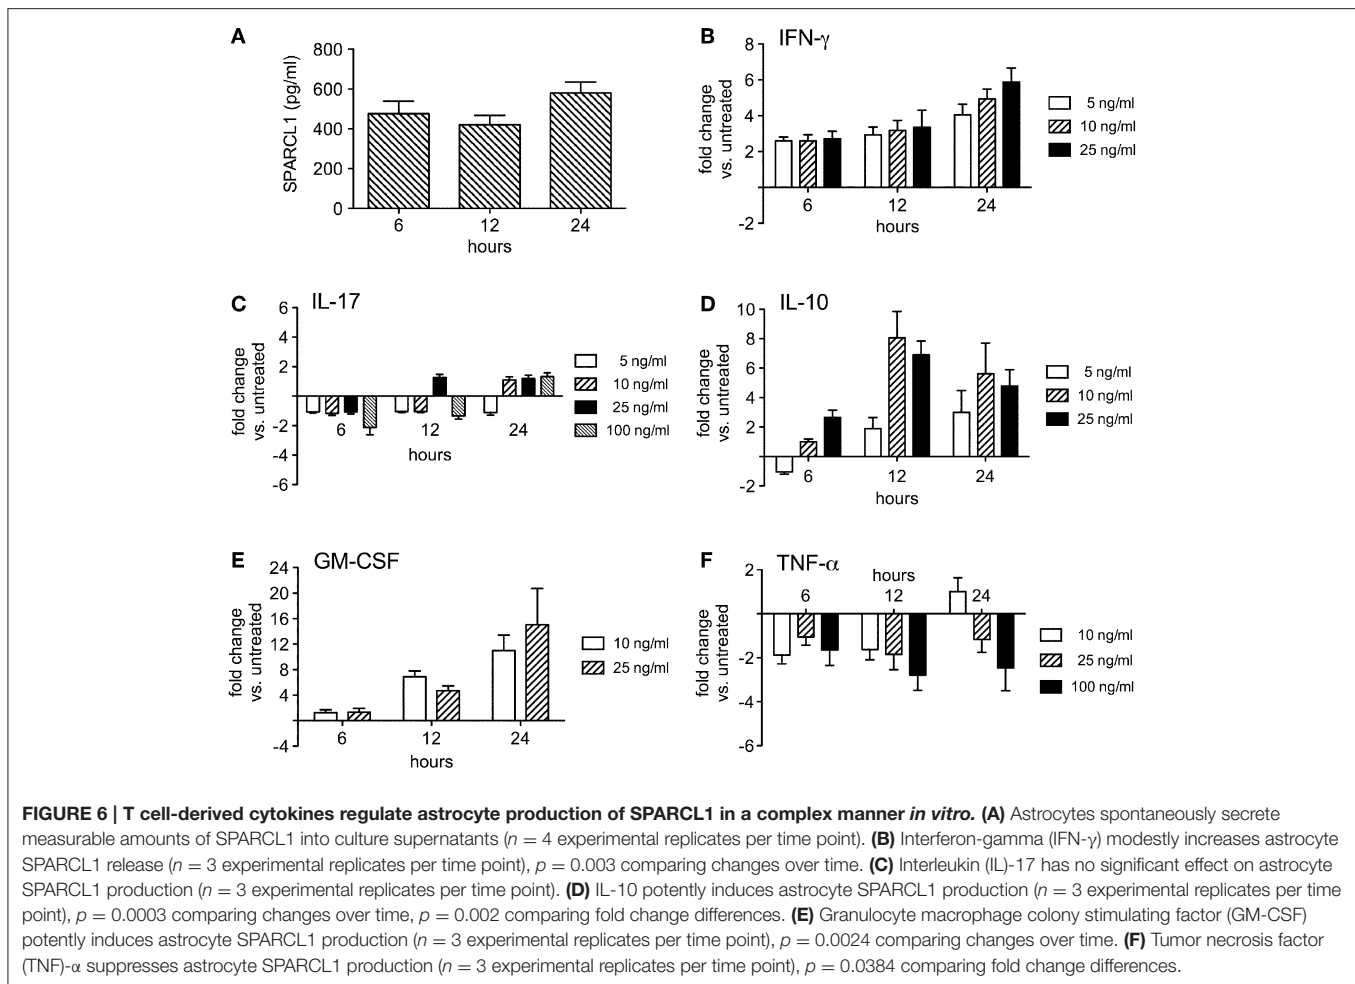 A
SPARCL1 (pg/ml)
800
600
400
200
0
6 12 24
hours
B
IFN-γ
fold change
vs. untreated
8
6
4
2
-2
6 12 24
hours
5 ng/ml
10 ng/ml
25 ng/ml
C
IL-17
fold change
vs. untreated
6
4
2
-2
-4
-6
6 12 24
hours
5 ng/ml
10 ng/ml
25 ng/ml
100 ng/ml
D
IL-10
fold change
vs. untreated
10
8
6
4
2
-2
6 12 24
hours
5 ng/ml
10 ng/ml
25 ng/ml
E
GM-CSF
fold change
vs. untreated
24
20
16
12
8
4
-4
6 12 24
hours
10 ng/ml
25 ng/ml
F
TNF-α
hours
6 12 24
fold change
vs. untreated
2
-2
-4
-6
10 ng/ml
25 ng/ml
100 ng/ml
FIGURE 6 | T cell-derived cytokines regulate astrocyte production of SPARCL1 in a complex manner in vitro. (A) Astrocytes spontaneously secrete
measurable amounts of SPARCL1 into culture supernatants (n = 4 experimental replicates per time point). (B) Interferon-gamma (IFN-γ) modestly increases astrocyte
SPARCL1 release (n = 3 experimental replicates per time point), p = 0.003 comparing changes over time. (C) Interleukin (IL)-17 has no significant effect on astrocyte
SPARCL1 production (n = 3 experimental replicates per time point). (D) IL-10 potently induces astrocyte SPARCL1 production (n = 3 experimental replicates per time
point), p = 0.0003 comparing changes over time, p = 0.002 comparing fold change differences. (E) Granulocyte macrophage colony stimulating factor (GM-CSF)
potently induces astrocyte SPARCL1 production (n = 3 experimental replicates per time point), p = 0.0024 comparing changes over time. (F) Tumor necrosis factor
(TNF)-α suppresses astrocyte SPARCL1 production (n = 3 experimental replicates per time point), p = 0.0384 comparing fold change differences.